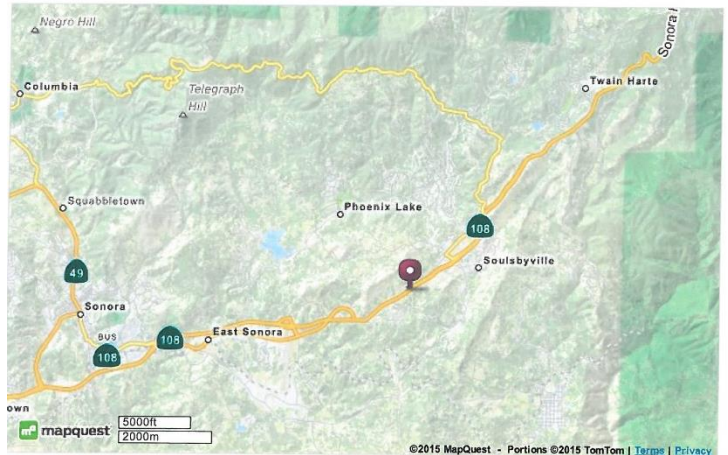 Negro Hill
Sonora
Columbia
Telegraph
Hill
Twain Harte
Squabbletown
Phoenix Lake
108
Soulsbyville
49
Sonora
BUS
108
108
East Sonora
own
mapquest
5000ft
2000m
©2015 MapQuest - Portions ©2015 TomTom | Terms | Privacy